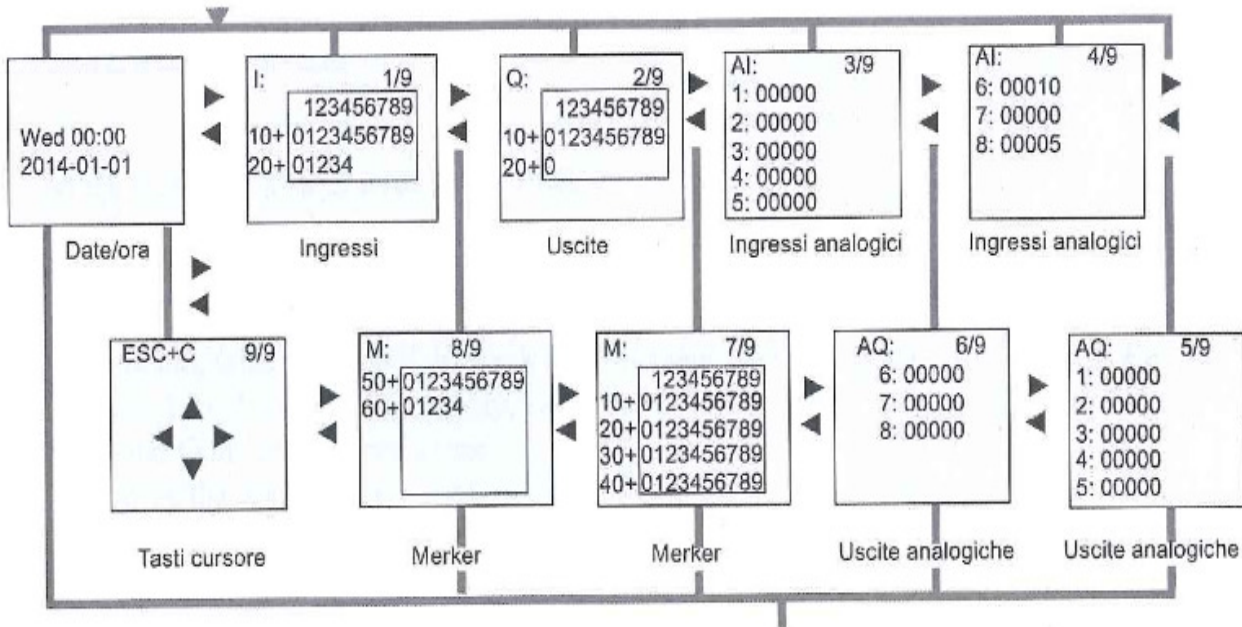 Wed 00:00
2014-01-01
Date/ora
I: 1/9
123456789
10+0123456789
20+01234
Ingressi
Q: 2/9
123456789
10+0123456789
20+0
Uscite
AI: 3/9
1: 00000
2: 00000
3: 00000
4: 00000
5: 00000
Ingressi analogici
AI: 4/9
6: 00010
7: 00000
8: 00005
Ingressi analogici
ESC+C 9/9
Tasti cursore
M: 8/9
50+0123456789
60+01234
Merker
M: 7/9
123456789
10+0123456789
20+0123456789
30+0123456789
40+0123456789
Merker
AQ: 6/9
6: 00000
7: 00000
8: 00000
Uscite analogiche
AQ: 5/9
1: 00000
2: 00000
3: 00000
4: 00000
5: 00000
Uscite analogiche